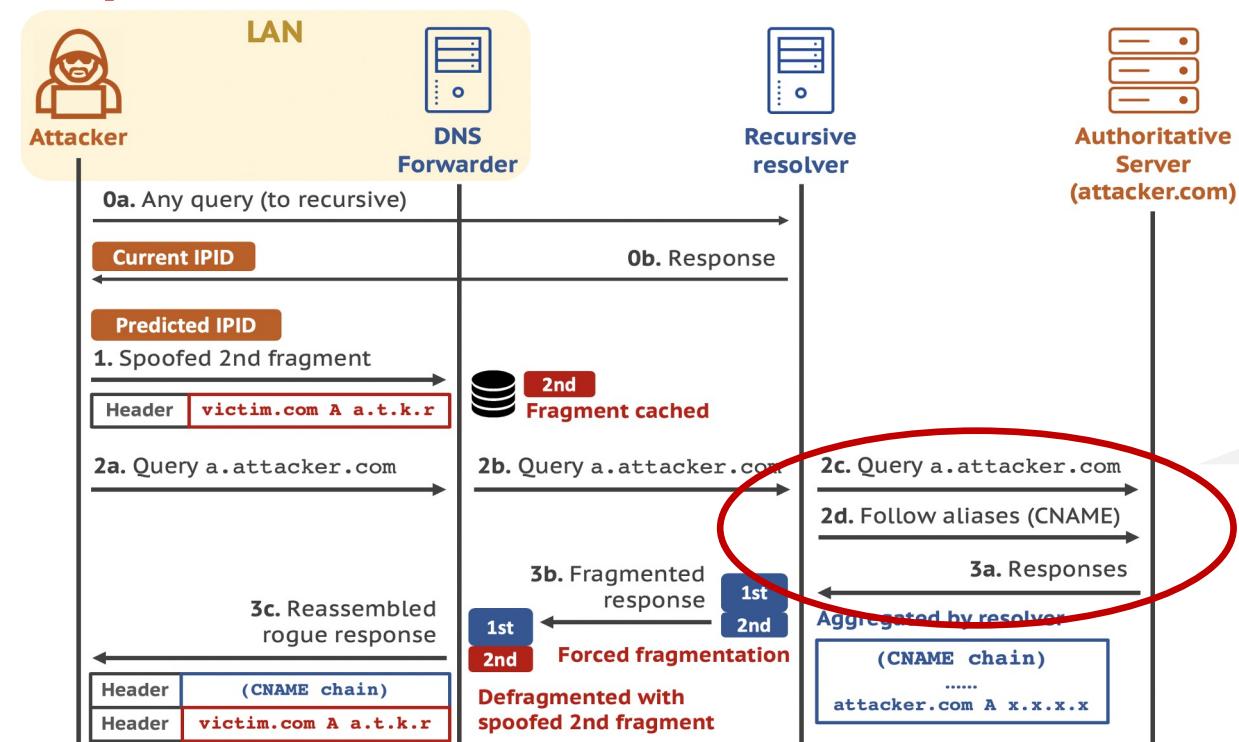 LAN
Attacker
DNS
Forwarder
Recursive
resolver
Authoritative
Server
(attacker.com)
0a. Any query (to recursive)
Current IPID
0b. Response
Predicted IPID
1. Spoofed 2nd fragment
Header
victim.com A a.t.k.r
2nd
Fragment cached
2a. Query a.attacker.com
2b. Query a.attacker.com
2c. Query a.attacker.com
2d. Follow aliases (CNAME)
3a. Responses
3b. Fragmented
response
1st
2nd
Aggregated by resolver
(CNAME chain)
......
attacker.com A x.x.x.x
3c. Reassembled
rogue response
1st
2nd
Forced fragmentation
Defragmented with
spoofed 2nd fragment
Header
(CNAME chain)
Header
victim.com A a.t.k.r